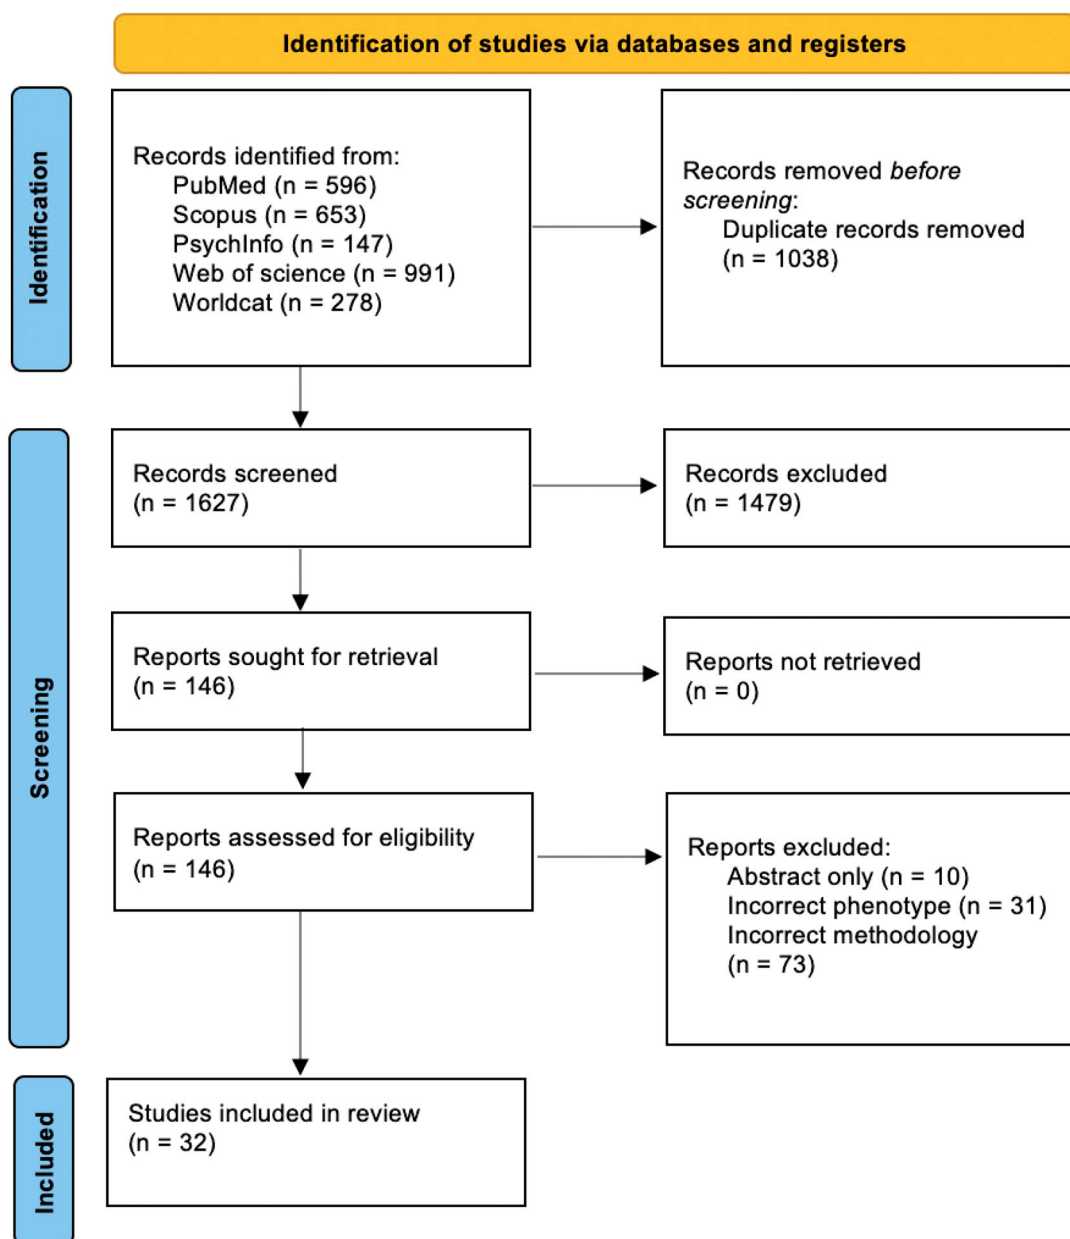 Identification of studies via databases and registers
Identification
Records identified from:
PubMed (n = 596)
Scopus (n = 653)
PsychInfo (n = 147)
Web of science (n = 991)
Worldcat (n = 278)
Records removed before
screening:
Duplicate records removed
(n = 1038)
Screening
Records screened
(n = 1627)
Records excluded
(n = 1479)
Reports sought for retrieval
(n = 146)
Reports not retrieved
(n = 0)
Reports assessed for eligibility
(n = 146)
Reports excluded:
Abstract only (n = 10)
Incorrect phenotype (n = 31)
Incorrect methodology
(n = 73)
Included
Studies included in review
(n = 32)